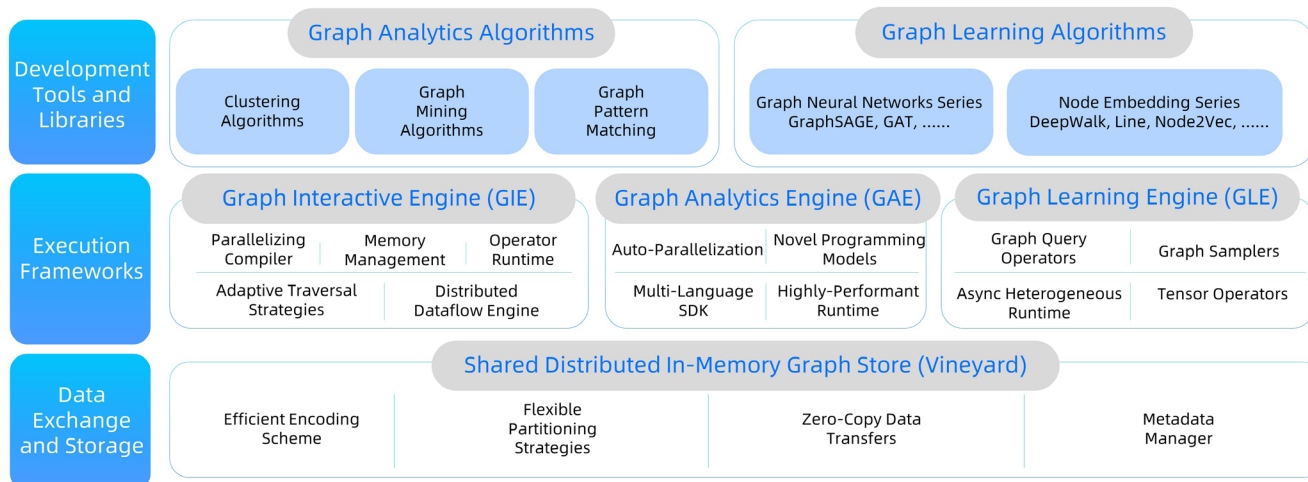 Development
Tools and
Libraries
Graph Analytics Algorithms
Clustering
Algorithms
Graph
Mining
Algorithms
Graph
Pattern
Matching
Graph Learning Algorithms
Graph Neural Networks Series
GraphSAGE, GAT, ......
Node Embedding Series
DeepWalk, Line, Node2Vec, ......
Execution
Frameworks
Graph Interactive Engine (GIE)
Parallelizing
Compiler
Memory
Management
Operator
Runtime
Adaptive Traversal
Strategies
Distributed
Dataflow Engine
Graph Analytics Engine (GAE)
Auto-Parallelization
Novel Programming
Models
Multi-Language
SDK
Highly-Performant
Runtime
Graph Learning Engine (GLE)
Graph Query
Operators
Graph Samplers
Async Heterogeneous
Runtime
Tensor Operators
Data
Exchange
and Storage
Shared Distributed In-Memory Graph Store (Vineyard)
Efficient Encoding
Scheme
Flexible
Partitioning
Strategies
Zero-Copy Data
Transfers
Metadata
Manager